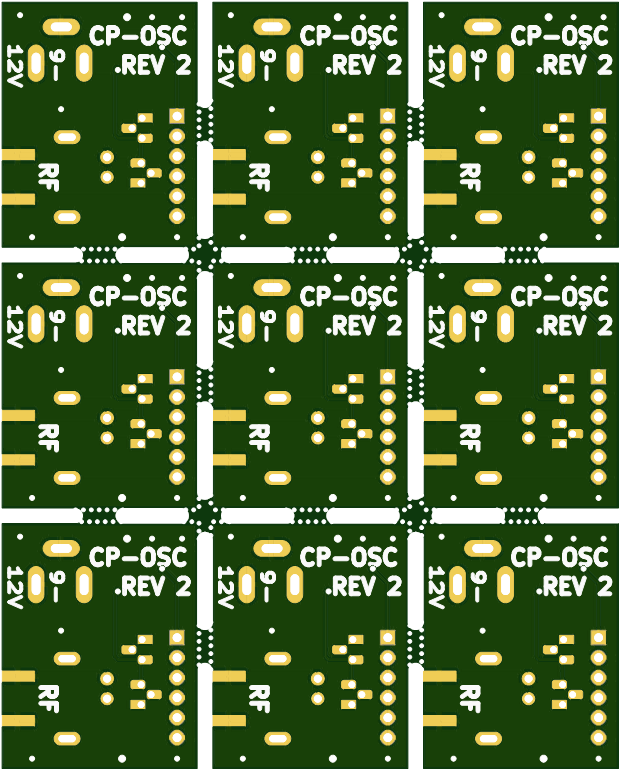 CP-OSC
REV 2
9-
12V
RF
CP-OSC
REV 2
9-
12V
RF
CP-OSC
REV 2
9-
12V
RF
CP-OSC
REV 2
9-
12V
RF
CP-OSC
REV 2
9-
12V
RF
CP-OSC
REV 2
9-
12V
RF
CP-OSC
REV 2
9-
12V
RF
CP-OSC
REV 2
9-
12V
RF
CP-OSC
REV 2
9-
12V
RF